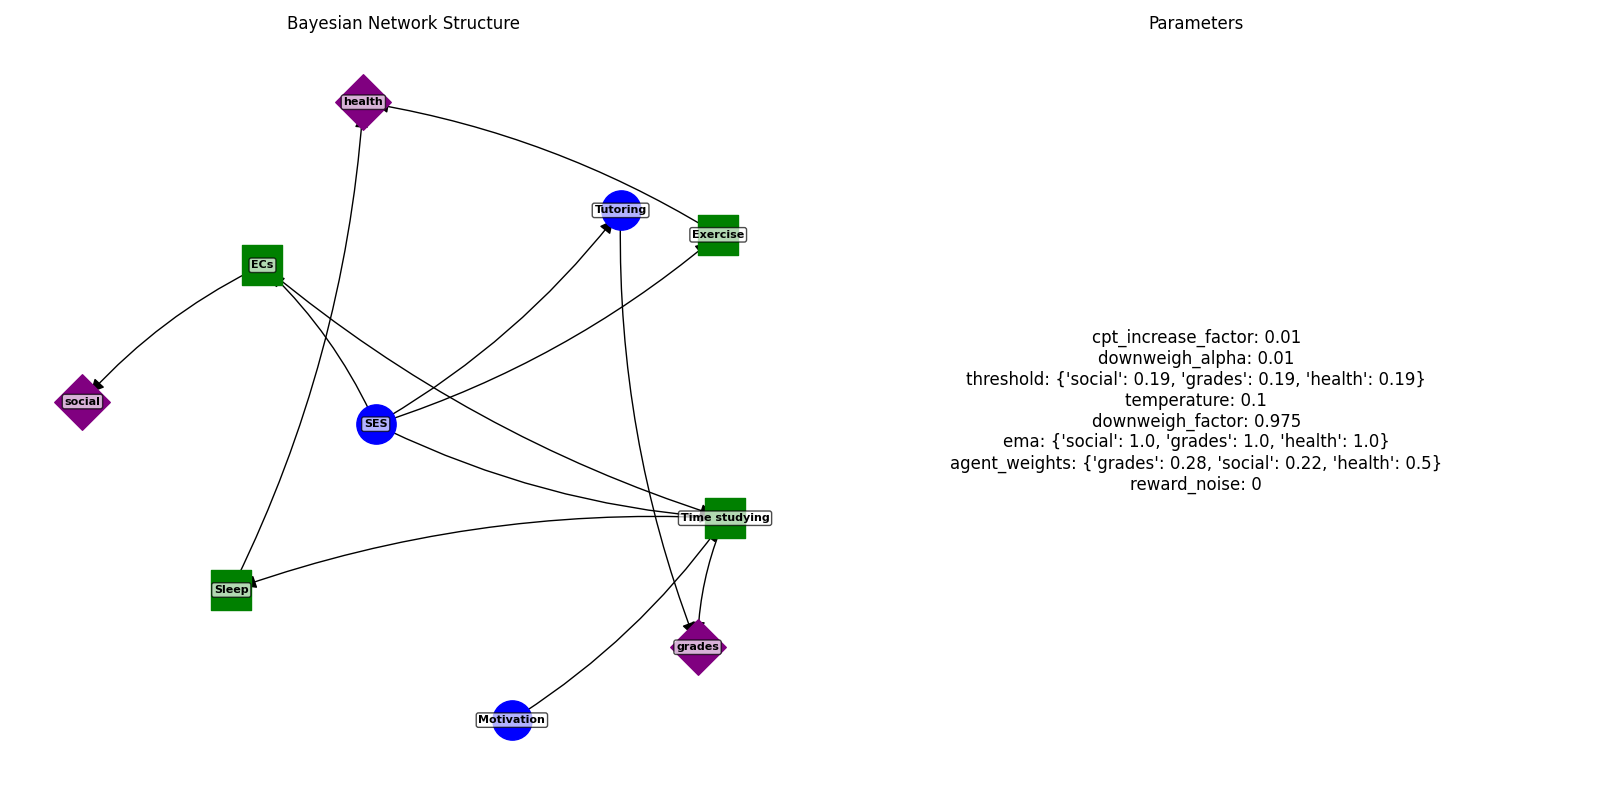 Bayesian Network Structure
Parameters
health
Tutoring
Exercise
ECs
social
SES
Time studying
Sleep
grades
Motivation
cpt_increase_factor: 0.01
downweigh_alpha: 0.01
threshold: {'social': 0.19, 'grades': 0.19, 'health': 0.19}
temperature: 0.1
downweigh_factor: 0.975
ema: {'social': 1.0, 'grades': 1.0, 'health': 1.0}
agent_weights: {'grades': 0.28, 'social': 0.22, 'health': 0.5}
reward_noise: 0